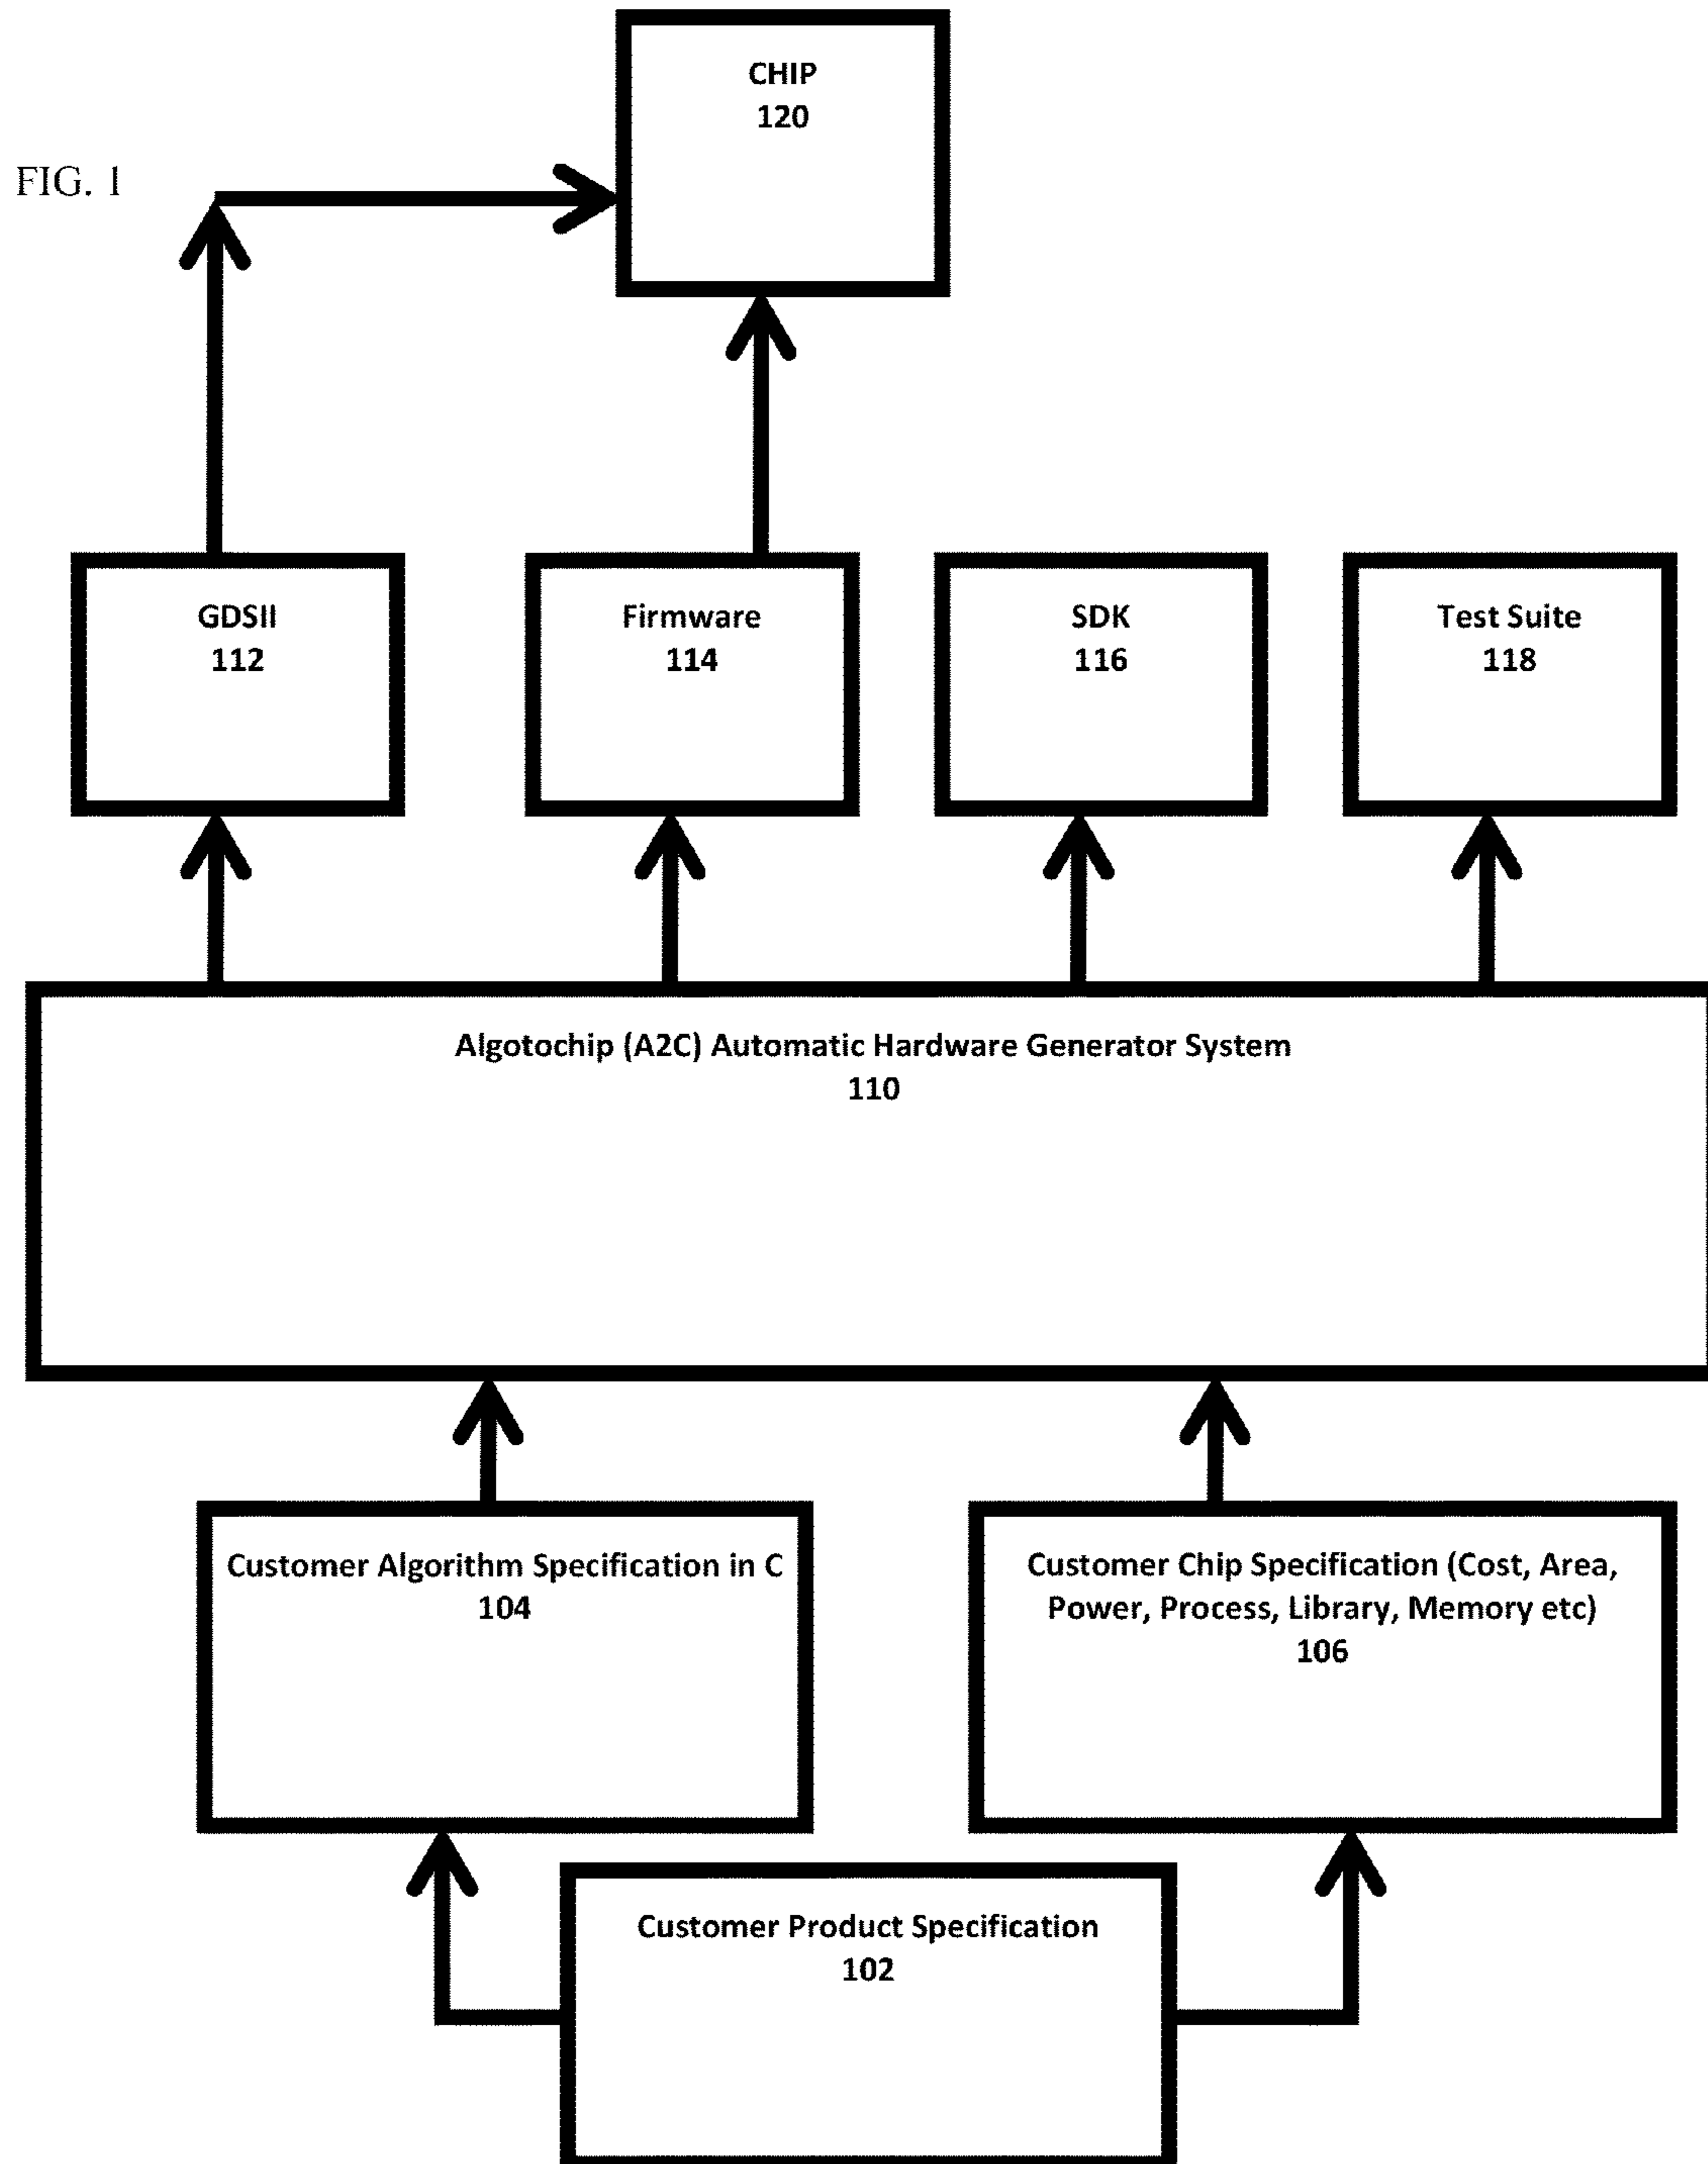 CHIP
120
FIG. 1
GDSII
112
Firmware
114
SDK
116
Test Suite
118
Algotochip (A2C) Automatic Hardware Generator System
110
Customer Algorithm Specification in C
104
Customer Chip Specification (Cost, Area,
Power, Process, Library, Memory etc)
106
Customer Product Specification
102